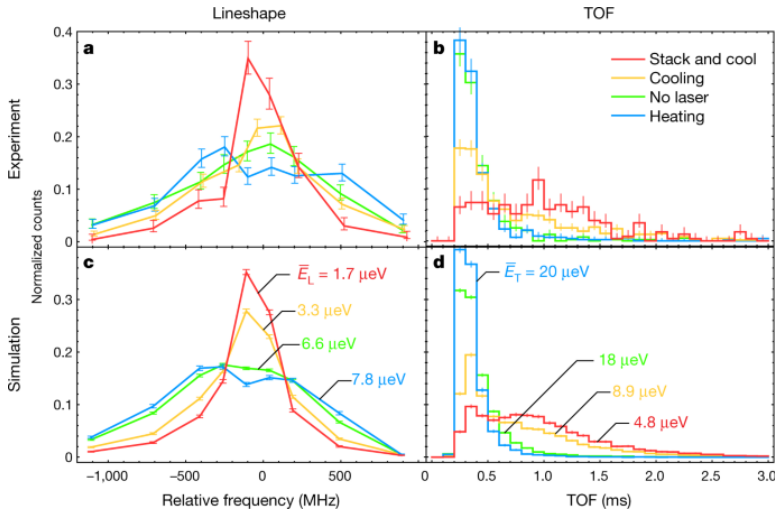 Lineshape
TOF
a
b
Experiment
Simulation
Normalized counts
0.4
0.3
0.2
0.1
0
Stack and cool
Cooling
No laser
Heating
c
d
0.3
0.2
0.1
0
E̅L = 1.7 μeV
3.3 μeV
6.6 μeV
7.8 μeV
E̅T = 20 μeV
18 μeV
8.9 μeV
4.8 μeV
–1,000
–500
0
500
0
0.5
1.0
1.5
2.0
2.5
3.0
Relative frequency (MHz)
TOF (ms)